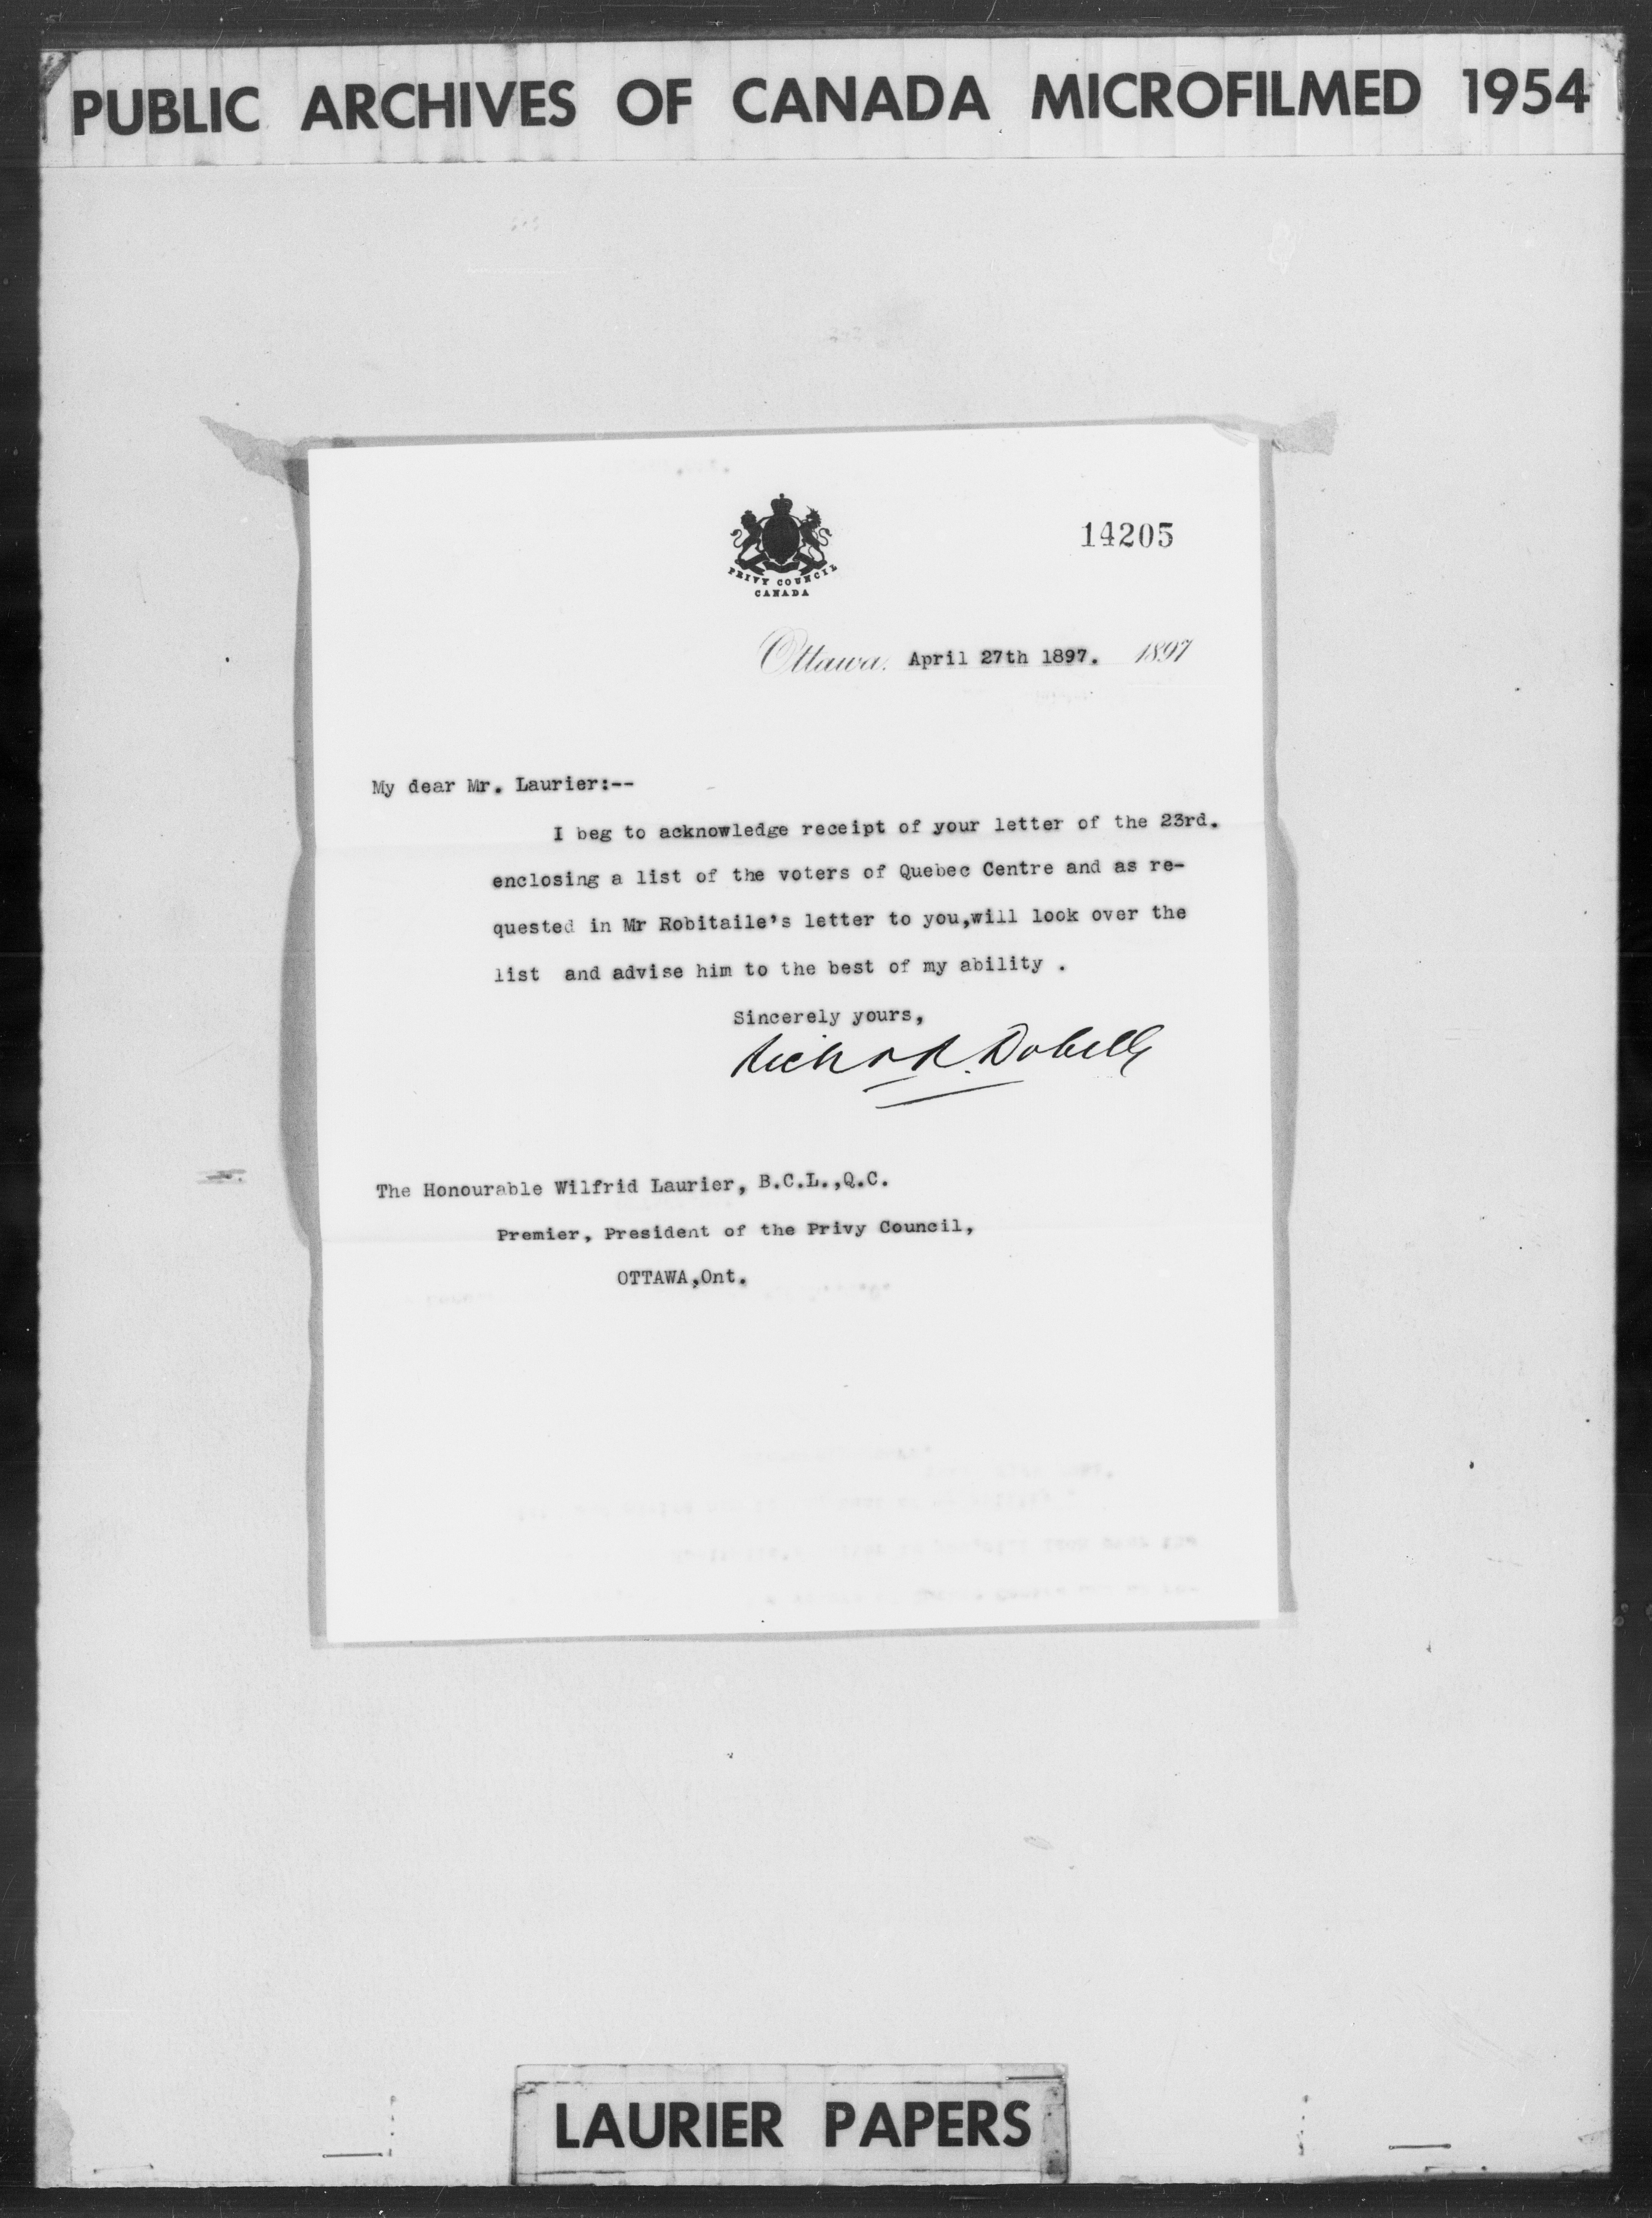 PUBLIC ARCHIVES OF CANADA MICROFILMED 1954
14205
PRIVY COUNCIL
CANADA
Ottawa. April 27th 1897. 1897
My dear Mr. Laurier:--
I beg to acknowledge receipt of your letter of the 23rd.
enclosing a list of the voters of Quebec Centre and as re-
quested in Mr Robitaile's letter to you,will look over the
list and advise him to the best of my ability .
Sincerely yours,
Rich R. Dobell
The Honourable Wilfrid Laurier, B.C.L.,Q.C.
Premier, President of the Privy Council,
OTTAWA,Ont.
LAURIER PAPERS